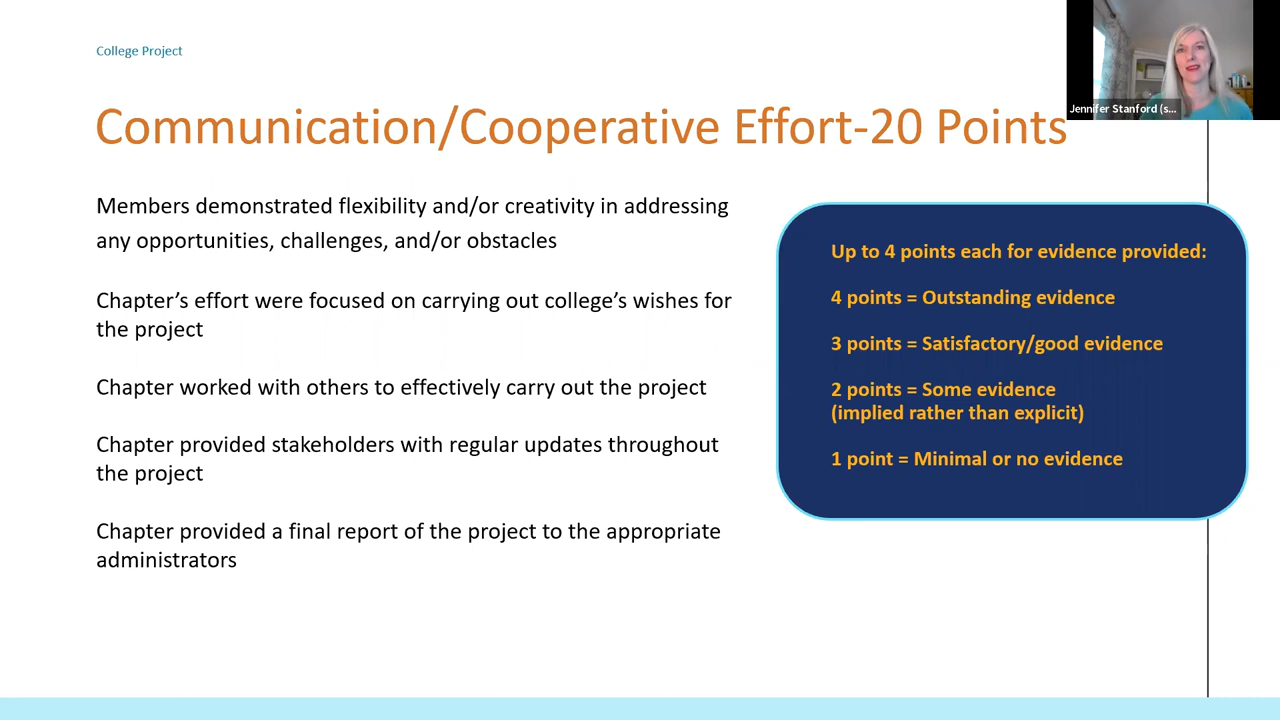 College Project
Jennifer Stanford (s...
Communication/Cooperative Effort-20 Points
Members demonstrated flexibility and/or creativity in addressing
any opportunities, challenges, and/or obstacles
Chapter’s effort were focused on carrying out college’s wishes for
the project
Chapter worked with others to effectively carry out the project
Chapter provided stakeholders with regular updates throughout
the project
Chapter provided a final report of the project to the appropriate
administrators
Up to 4 points each for evidence provided:
4 points = Outstanding evidence
3 points = Satisfactory/good evidence
2 points = Some evidence
(implied rather than explicit)
1 point = Minimal or no evidence